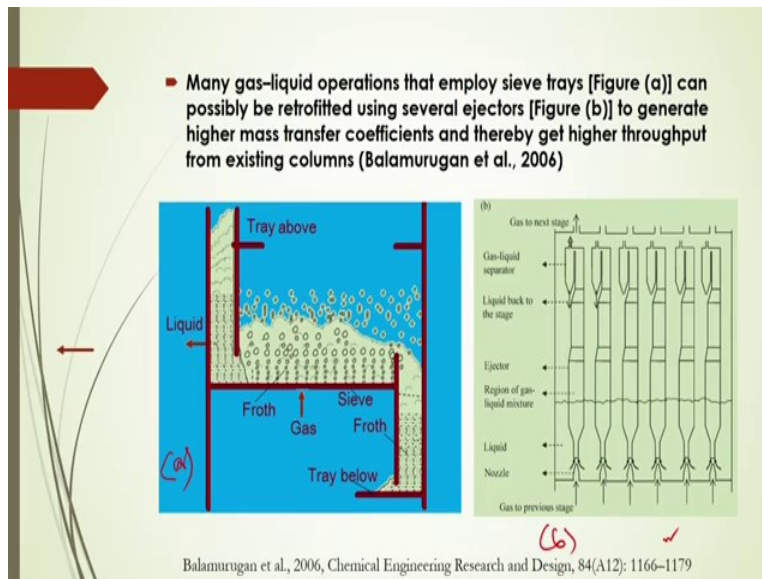 Many gas–liquid operations that employ sieve trays [Figure (a)] can
possibly be retrofitted using several ejectors [Figure (b)] to generate
higher mass transfer coefficients and thereby get higher throughput
from existing columns (Balamurugan et al., 2006)
Tray above
Liquid
Froth
Sieve
Gas
Froth
Tray below
(a)
(b)
Gas to next stage
Gas-liquid
separator
Liquid back to
the stage
Ejector
Region of gas-
liquid mixture
Liquid
Nozzle
Gas to previous stage
(b)
Balamurugan et al., 2006, Chemical Engineering Research and Design, 84(A12): 1166–1179